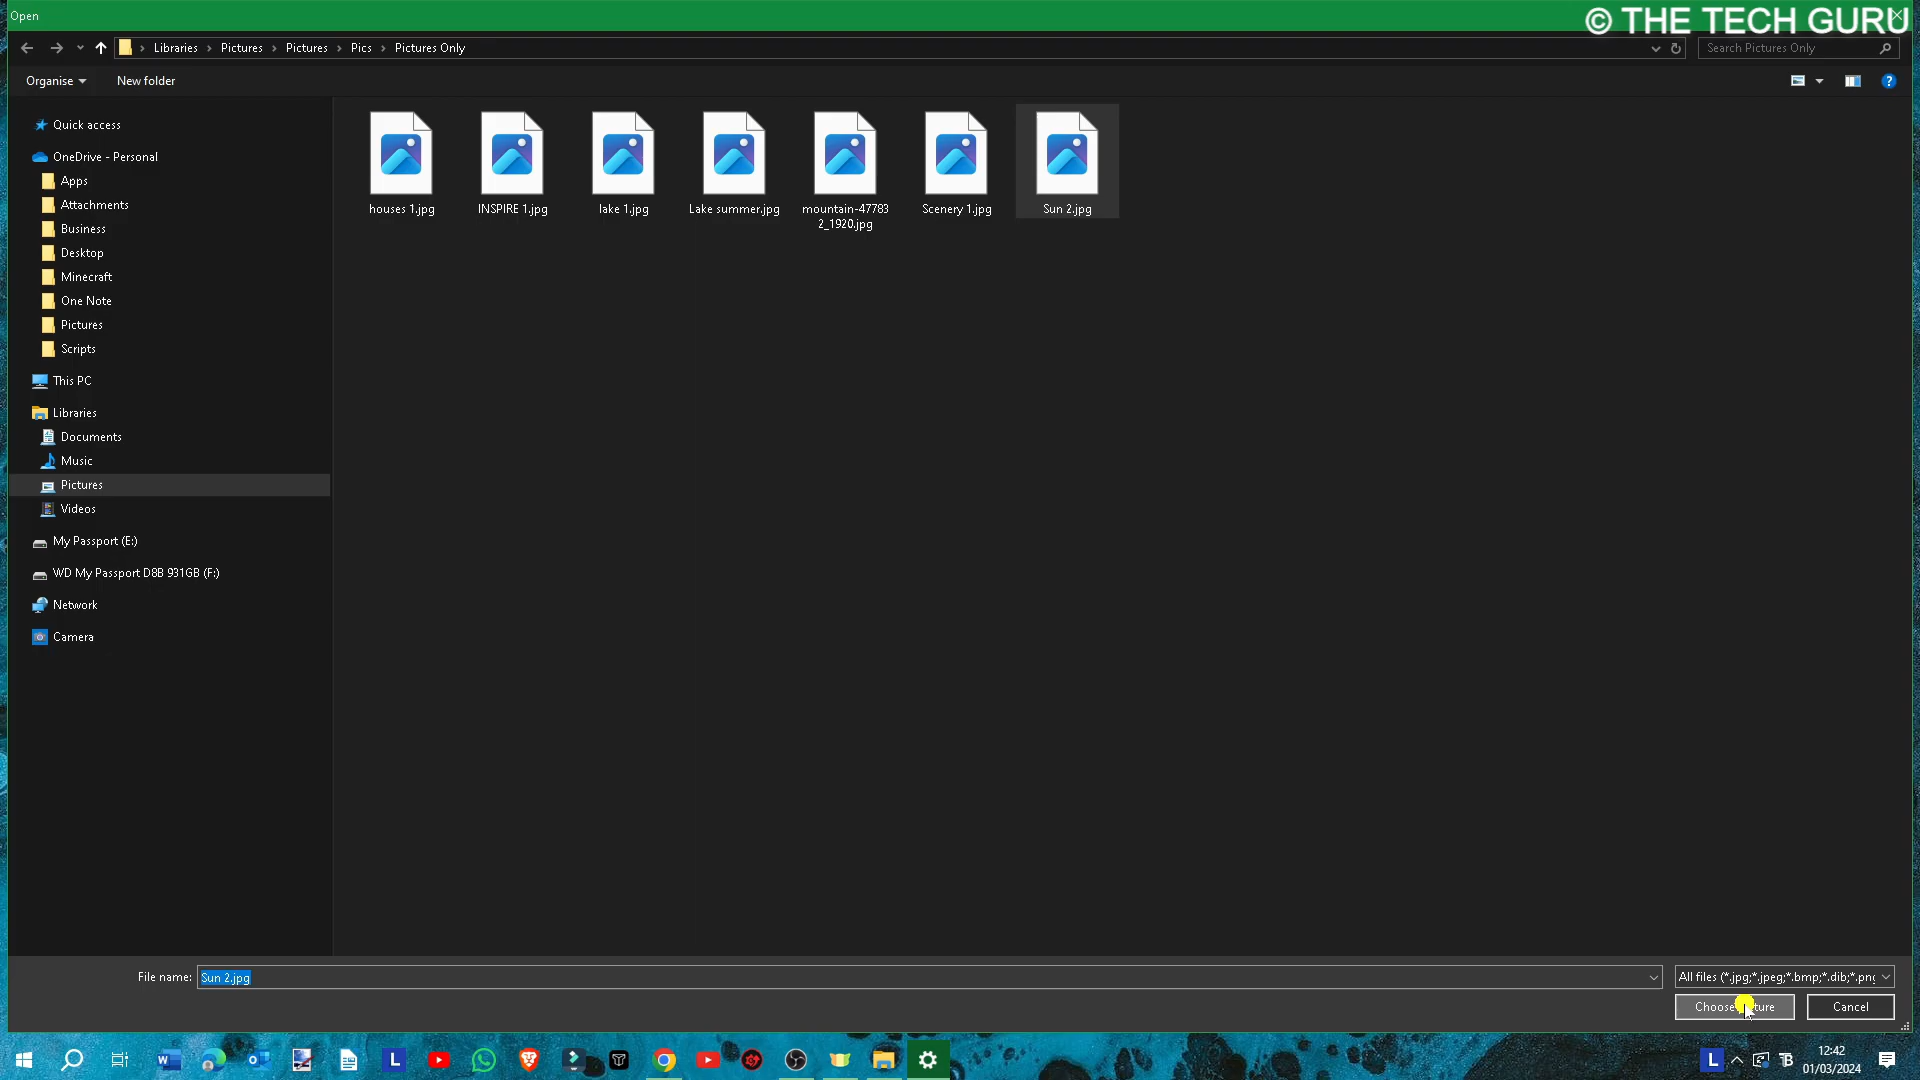 Open
© THE TECH GURU
Libraries
Pictures
Pictures
Pics
Pictures Only
Search Pictures Only
Organise
New folder
Quick access
OneDrive - Personal
Apps
Attachments
Business
Desktop
Minecraft
One Note
Pictures
Scripts
This PC
Libraries
Documents
Music
Pictures
Videos
My Passport (E:)
WD My Passport D8B 931GB (F:)
Network
Camera
houses 1.jpg
INSPIRE 1.jpg
lake 1.jpg
Lake summer.jpg
mountain-47783
2_1920.jpg
Scenery 1.jpg
Sun 2.jpg
File name:
Sun 2.jpg
All files (*.jpg;*.jpeg;*.bmp;*.dib;*.png
Choose
Cancel
12:42
01/03/2024